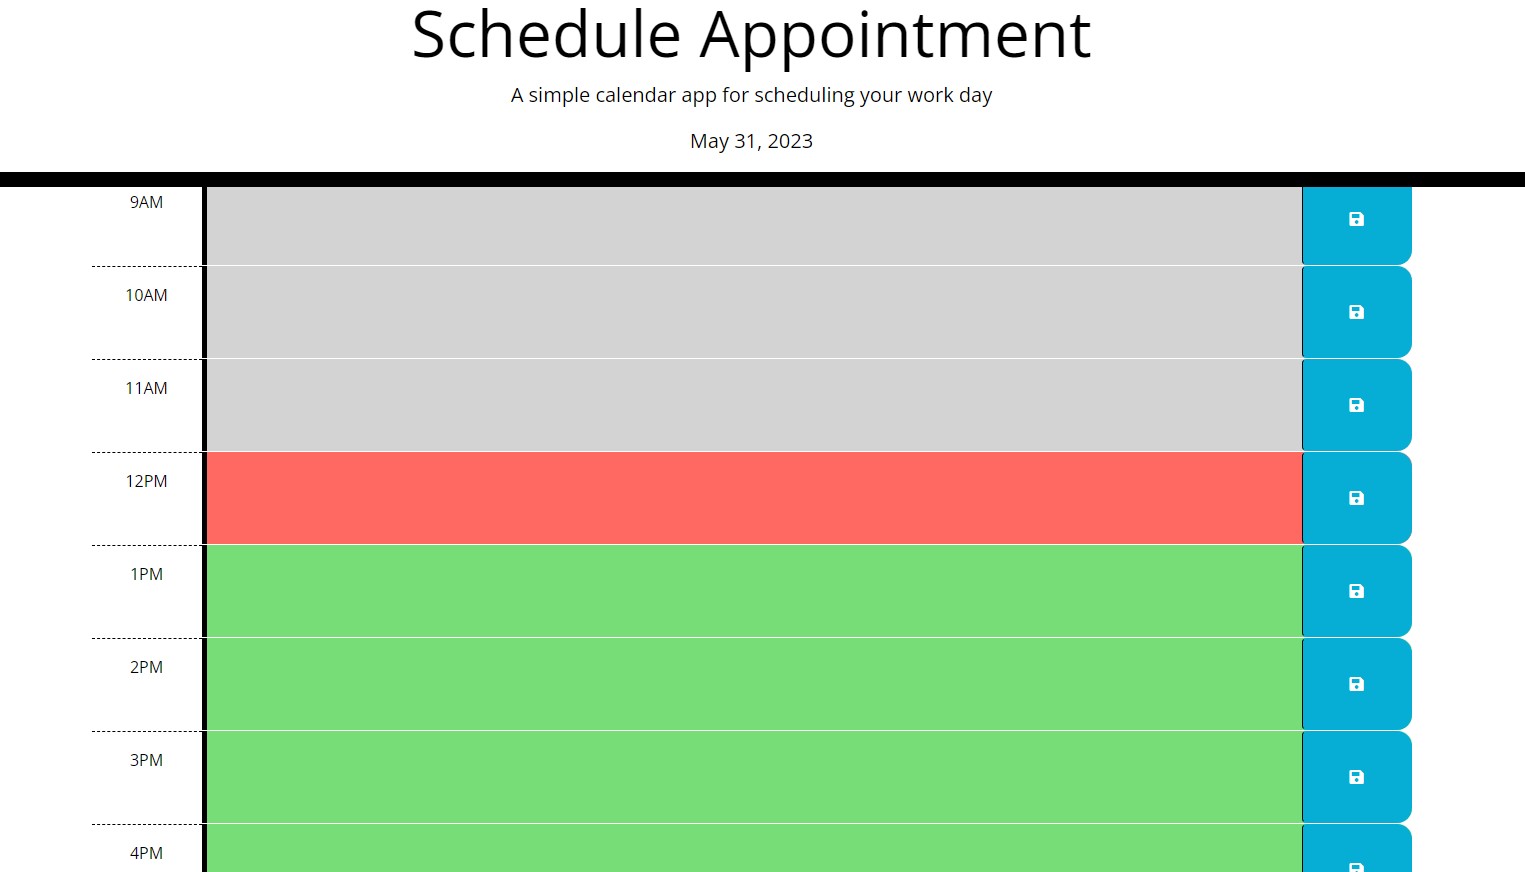 Schedule Appointment
A simple calendar app for scheduling your work day
May 31, 2023
9AM
10AM
11AM
12PM
1PM
2PM
3PM
4PM